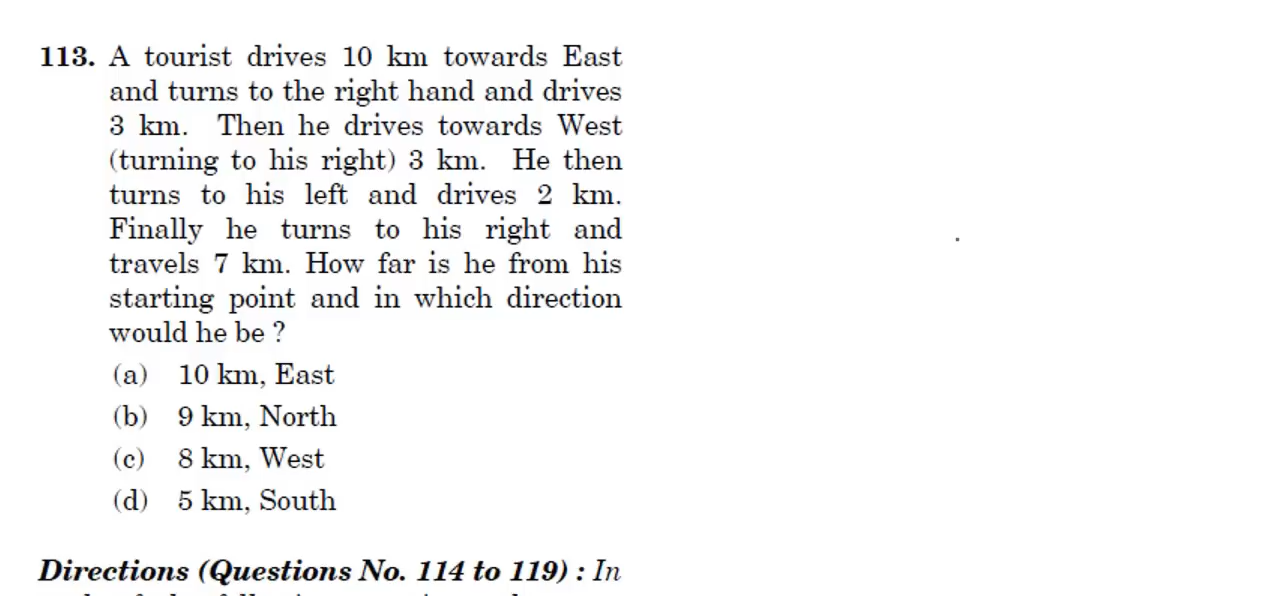 113. A tourist drives 10 km towards East
and turns to the right hand and drives
3 km. Then he drives towards West
(turning to his right) 3 km. He then
turns to his left and drives 2 km.
Finally he turns to his right and
travels 7 km. How far is he from his
starting point and in which direction
would he be ?
(a) 10 km, East
(b) 9 km, North
(c) 8 km, West
(d) 5 km, South
Directions (Questions No. 114 to 119) : In